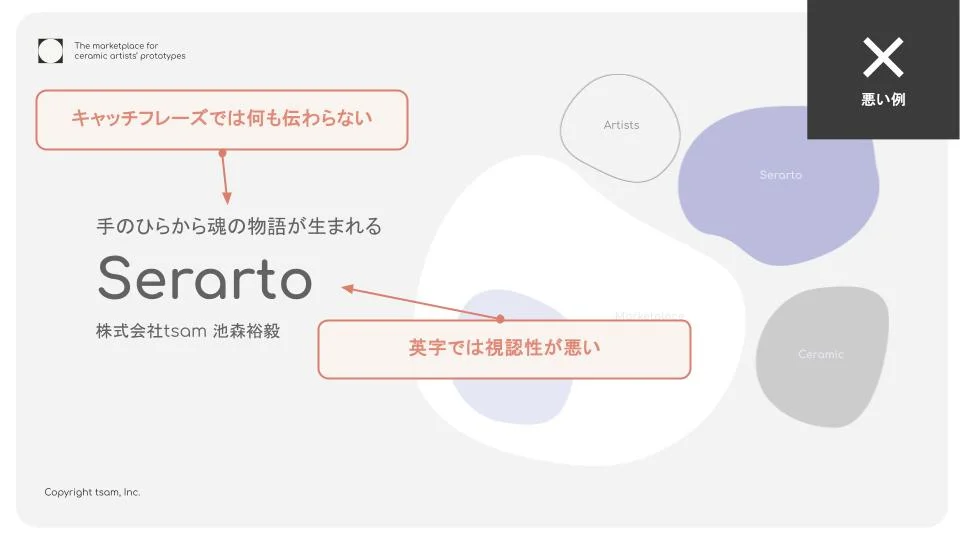 The marketplace for
ceramic artists' prototypes
悪い例
キャッチフレーズでは何も伝わらない
Artists
Serarto
手のひらから魂の物語が生まれる
Serarto
株式会社tsam 池森裕毅
Marketplace
英字では視認性が悪い
Ceramic
Copyright tsam, Inc.